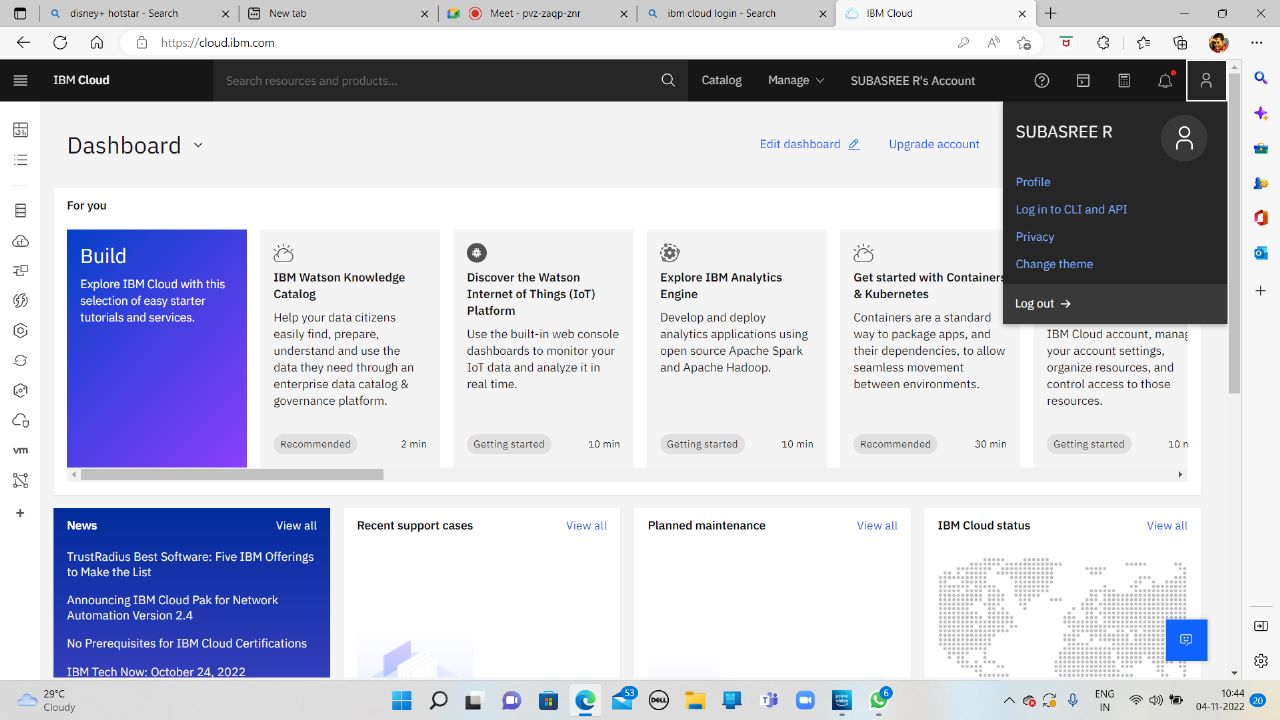 disney+ hotstar - Search
New tab
Meet - pvz-zaqp-znr
ibm cloud login - Search
IBM Cloud
https://cloud.ibm.com
IBM Cloud
Search resources and products...
Catalog
Manage
SUBASREE R's Account
Dashboard
Edit dashboard
Upgrade account
SUBASREE R
Profile
Log in to CLI and API
Privacy
Change theme
Log out
For you
Build
Explore IBM Cloud with this
selection of easy starter
tutorials and services.
IBM Watson Knowledge
Catalog
Help your data citizens
easily find, prepare,
understand and use the
data they need through an
enterprise data catalog &
governance platform.
Recommended
2 min
Discover the Watson
Internet of Things (IoT)
Platform
Use the built-in web console
dashboards to monitor your
IoT data and analyze it in
real time.
Getting started
10 min
Explore IBM Analytics
Engine
Develop and deploy
analytics applications using
open source Apache Spark
and Apache Hadoop.
Getting started
10 min
Get started with Containers
& Kubernetes
Containers are a standard
way to package apps, and
their dependencies, to allow
seamless movement
between environments.
Recommended
30 min
IBM Cloud account, manag
your account settings,
organize resources, and
control access to those
resources.
Getting started
10 n
News
View all
TrustRadius Best Software: Five IBM Offerings
to Make the List
Announcing IBM Cloud Pak for Network
Automation Version 2.4
No Prerequisites for IBM Cloud Certifications
IBM Tech Now: October 24, 2022
Recent support cases
View all
Planned maintenance
View all
IBM Cloud status
View all
vm
29°C
Cloudy
53
DELL
prime video
6
ENG
IN
10:44
04-11-2022
20